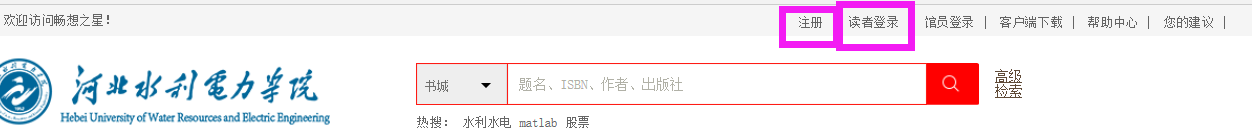 欢迎访问畅想之星！ 注册 读者登录 馆员登录 | 客户端下载 | 帮助中心 | 您的建议 |
河北水利電力学院
Hebei University of Water Resources and Electric Engineering
书城 题名、ISBN、作者、出版社
高级
检索
热搜： 水利水电 matlab 股票